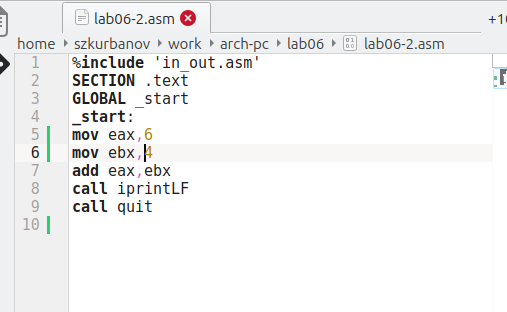 lab06-2.asm
+10
home szkurbanov work arch-pc lab06 lab06-2.asm
1 %include 'in_out.asm'
2 SECTION .text
3 GLOBAL _start
4 _start:
5 mov eax,6
6 mov ebx,4
7 add eax,ebx
8 call iprintLF
9 call quit
10